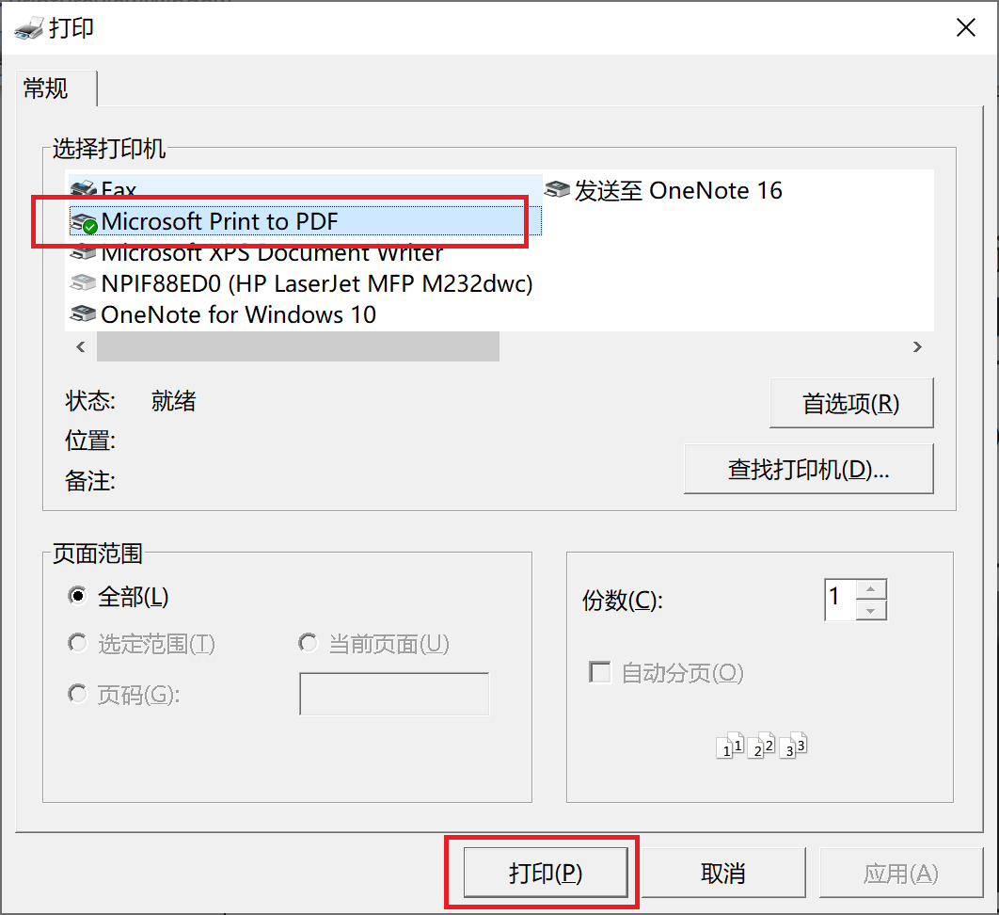 打印
常规
选择打印机
Fax
发送至 OneNote 16
Microsoft Print to PDF
Microsoft XPS Document Writer
NPIF88ED0 (HP LaserJet MFP M232dwc)
OneNote for Windows 10
状态: 就绪
首选项(R)
位置:
查找打印机(D)...
备注:
页面范围
全部(L)
份数(C): 1
选定范围(T) 当前页面(U)
自动分页(O)
页码(G):
1 1 2 2 3 3
打印(P) 取消 应用(A)